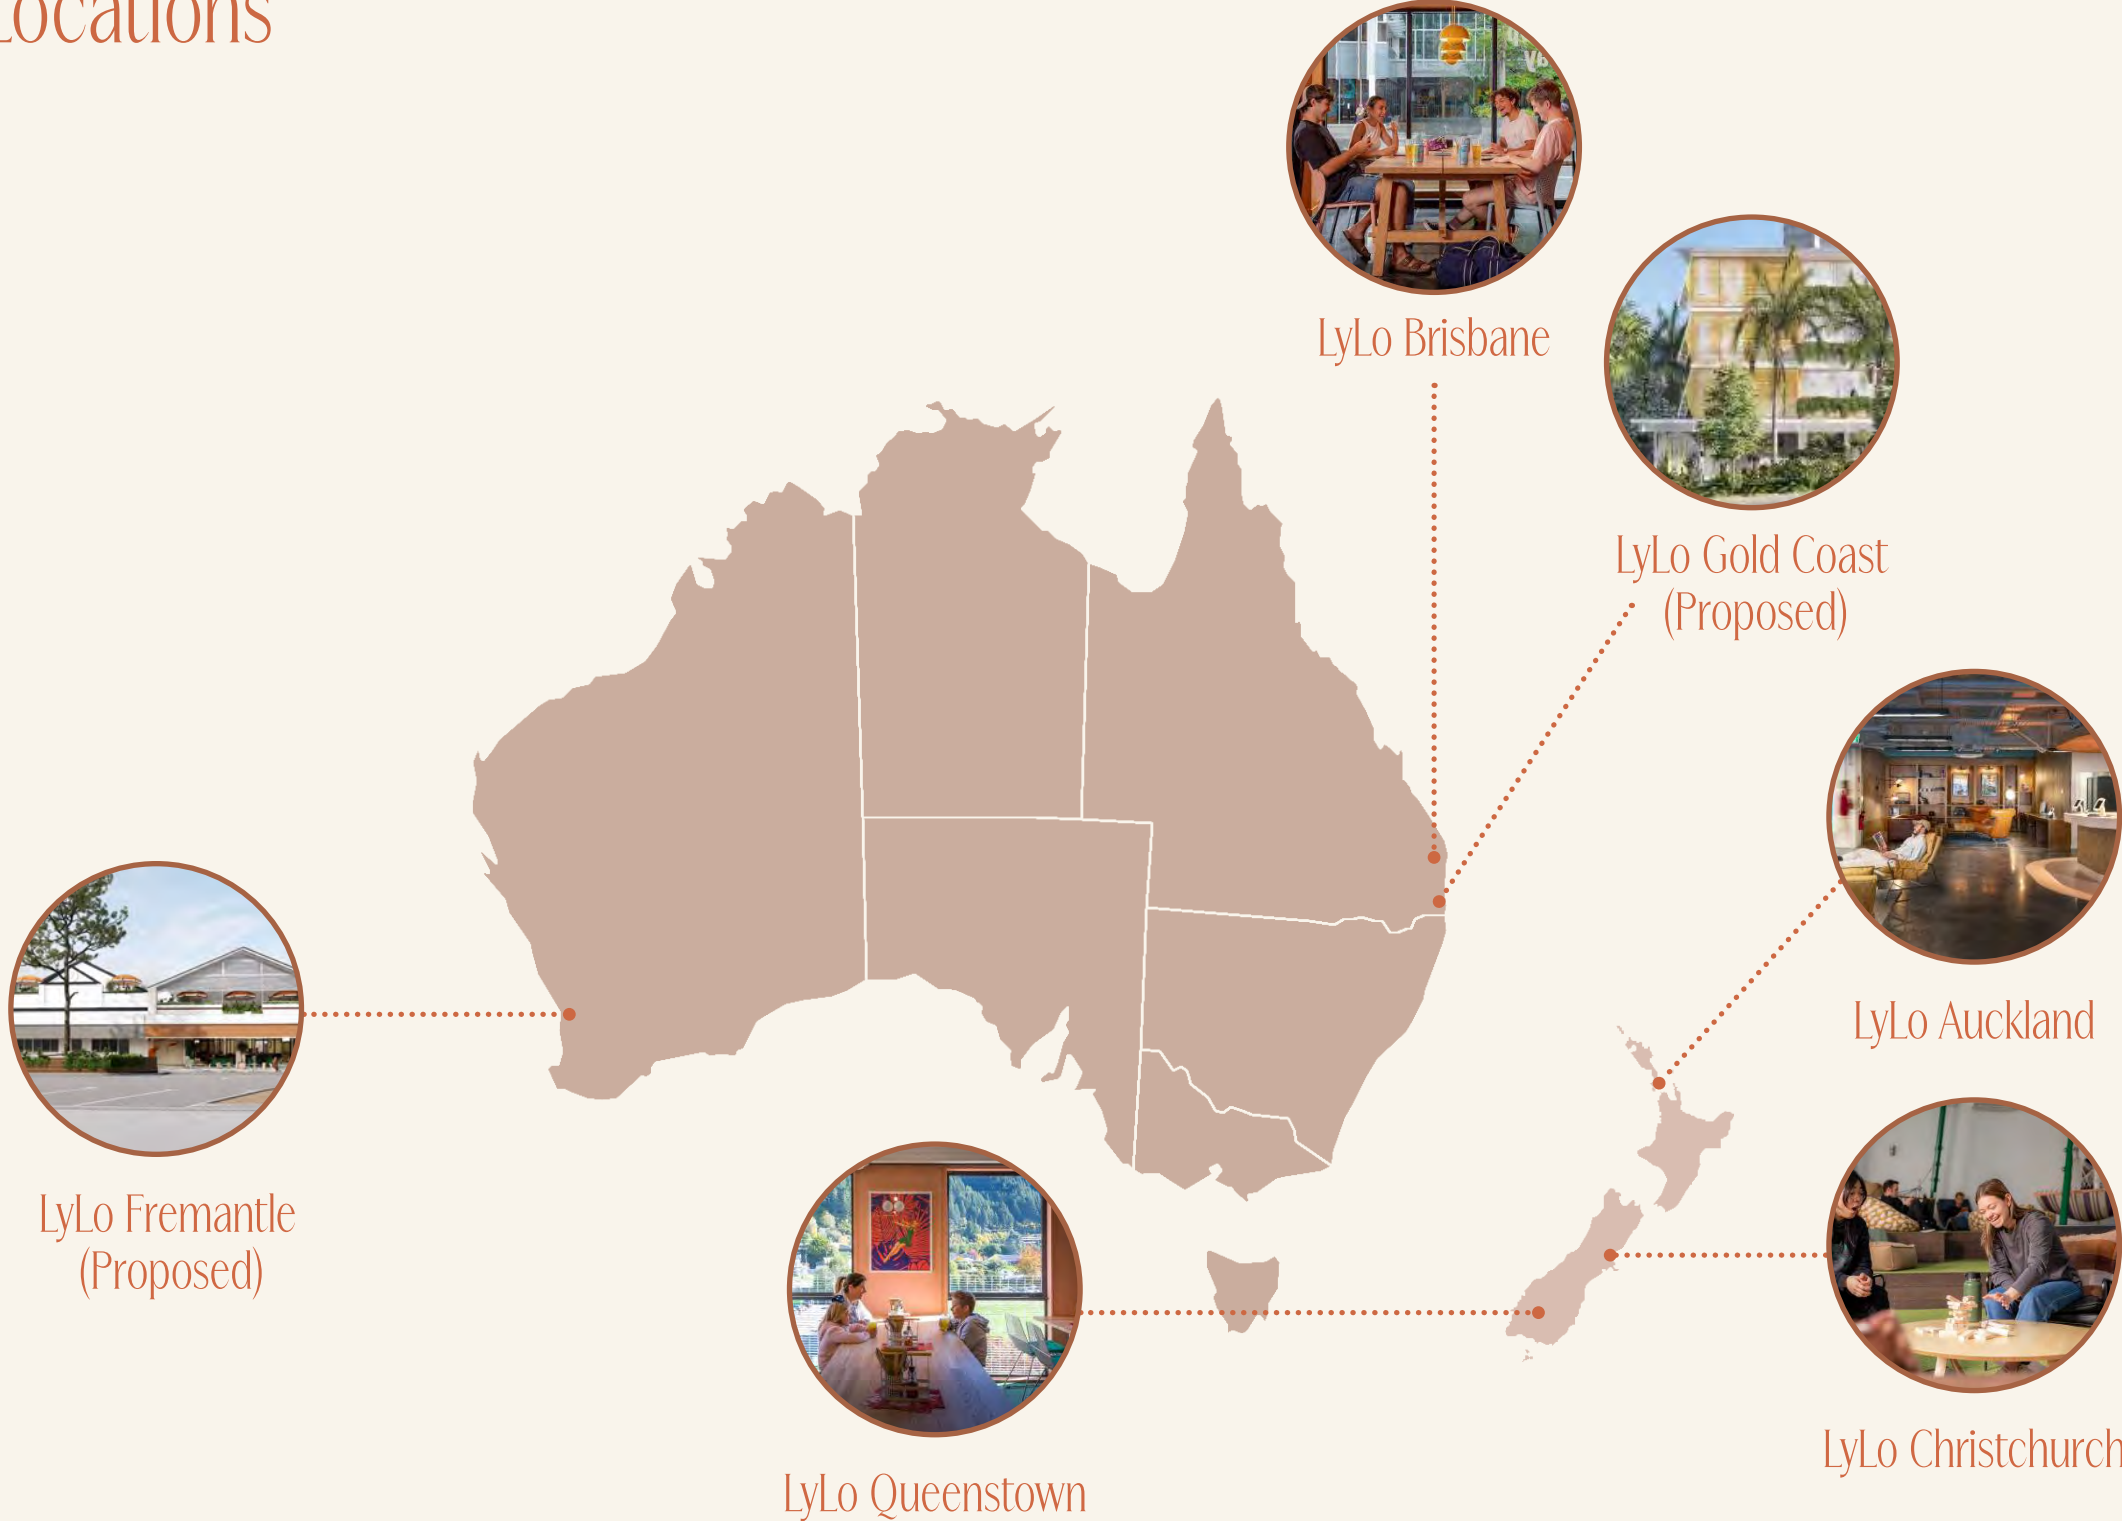 Locations
LyLo Brisbane
LyLo Gold Coast
(Proposed)
LyLo Auckland
LyLo Fremantle
(Proposed)
LyLo Christchurch
LyLo Queenstown